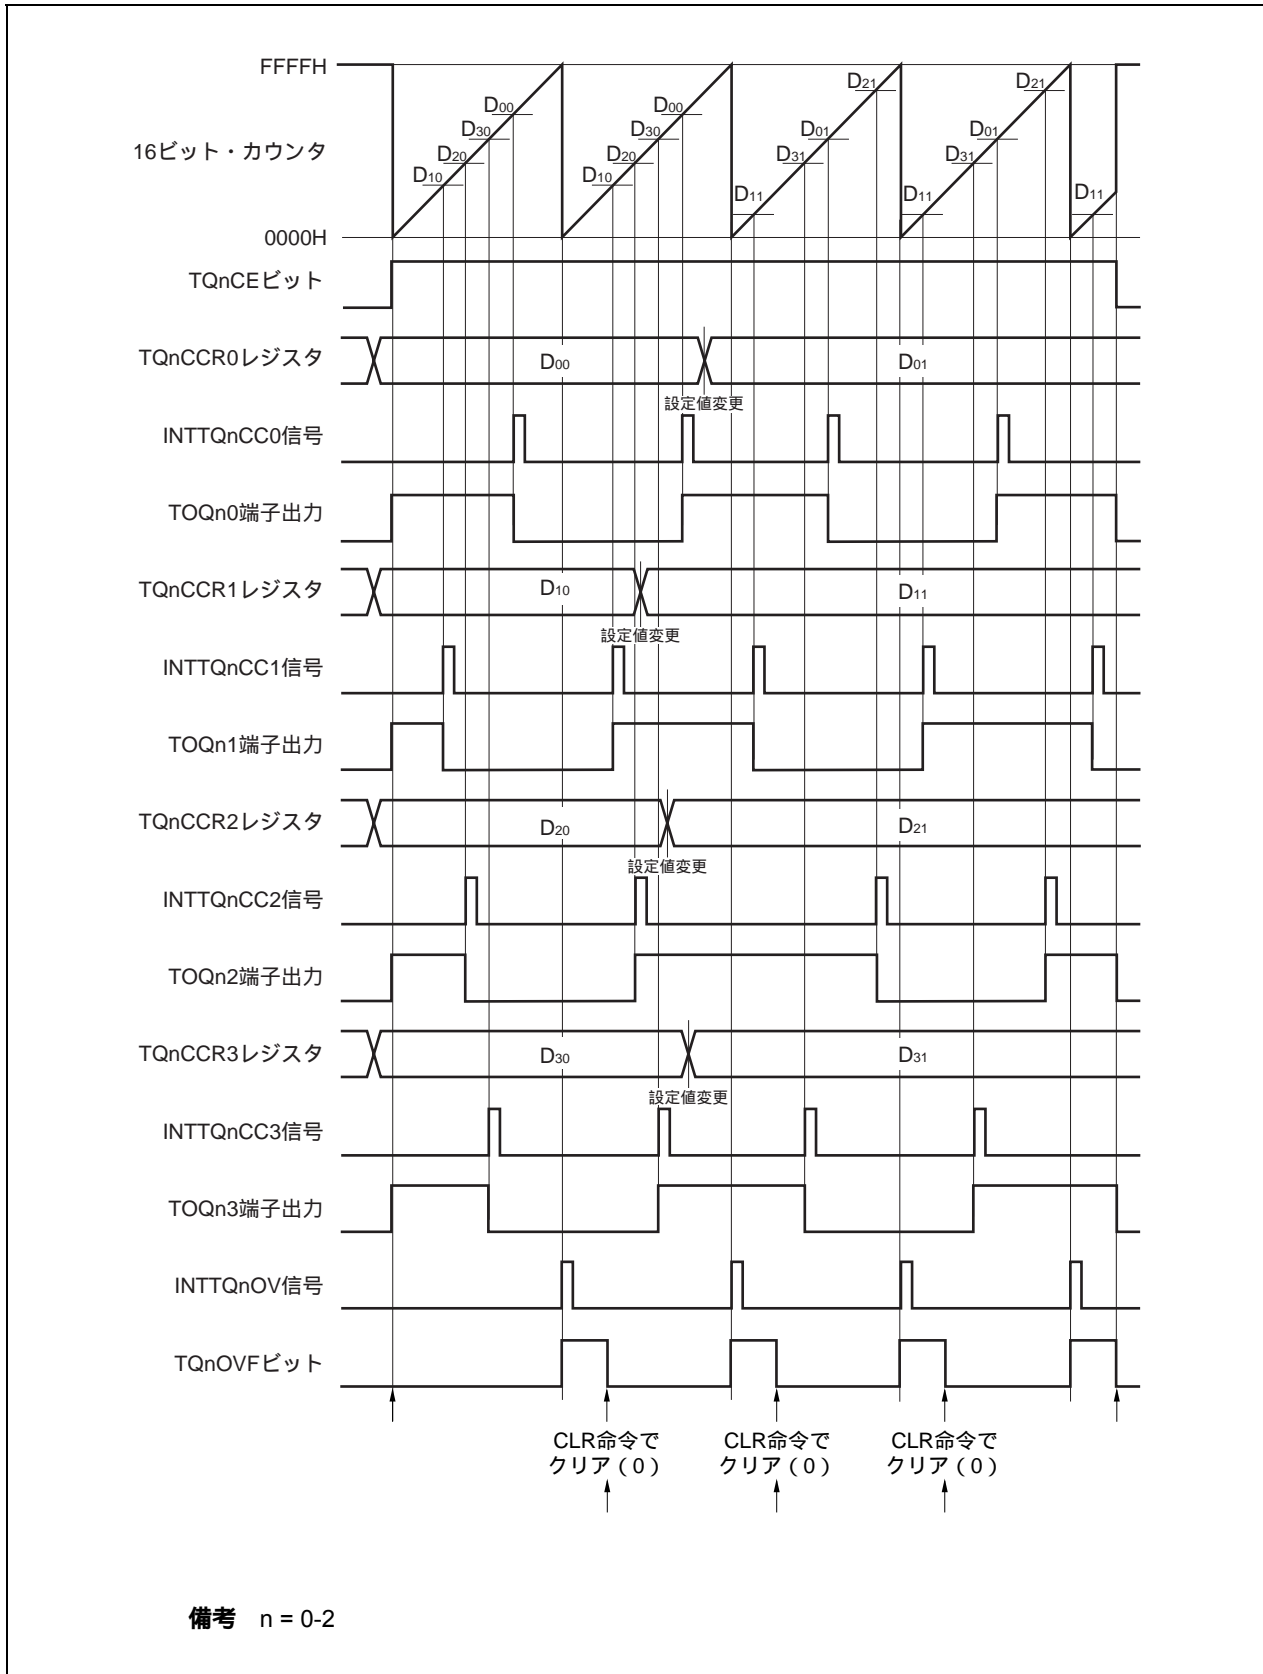 FFFFH
D00
D30
D20
D10
D00
D30
D20
D10
D21
D01
D31
D11
D21
D01
D31
D11
D11
16ビット・カウンタ
0000H
TQnCEビット
TQnCCR0レジスタ
D00
D01
設定値変更
INTTQnCC0信号
TOQn0端子出力
TQnCCR1レジスタ
D10
D11
設定値変更
INTTQnCC1信号
TOQn1端子出力
TQnCCR2レジスタ
D20
D21
設定値変更
INTTQnCC2信号
TOQn2端子出力
TQnCCR3レジスタ
D30
D31
設定値変更
INTTQnCC3信号
TOQn3端子出力
INTTQnOV信号
TQnOVFビット
CLR命令で
クリア(0)
CLR命令で
クリア(0)
CLR命令で
クリア(0)
備考 n = 0-2